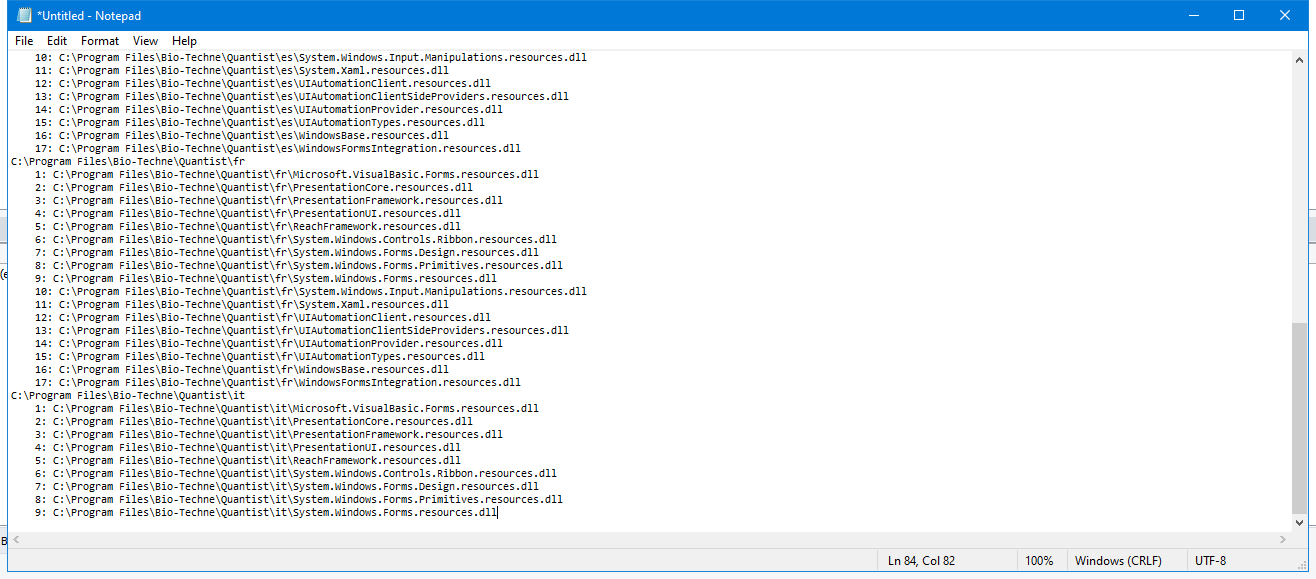 *Untitled - Notepad
File Edit Format View Help
10: C:\Program Files\Bio-Techne\Quantist\es\System.Windows.Input.Manipulations.resources.dll
11: C:\Program Files\Bio-Techne\Quantist\es\System.Xaml.resources.dll
12: C:\Program Files\Bio-Techne\Quantist\es\UIAutomationClient.resources.dll
13: C:\Program Files\Bio-Techne\Quantist\es\UIAutomationClientSideProviders.resources.dll
14: C:\Program Files\Bio-Techne\Quantist\es\UIAutomationProvider.resources.dll
15: C:\Program Files\Bio-Techne\Quantist\es\UIAutomationTypes.resources.dll
16: C:\Program Files\Bio-Techne\Quantist\es\WindowsBase.resources.dll
17: C:\Program Files\Bio-Techne\Quantist\es\WindowsFormsIntegration.resources.dll
C:\Program Files\Bio-Techne\Quantist\fr
1: C:\Program Files\Bio-Techne\Quantist\fr\Microsoft.VisualBasic.Forms.resources.dll
2: C:\Program Files\Bio-Techne\Quantist\fr\PresentationCore.resources.dll
3: C:\Program Files\Bio-Techne\Quantist\fr\PresentationFramework.resources.dll
4: C:\Program Files\Bio-Techne\Quantist\fr\PresentationUI.resources.dll
5: C:\Program Files\Bio-Techne\Quantist\fr\ReachFramework.resources.dll
6: C:\Program Files\Bio-Techne\Quantist\fr\System.Windows.Controls.Ribbon.resources.dll
7: C:\Program Files\Bio-Techne\Quantist\fr\System.Windows.Forms.Design.resources.dll
8: C:\Program Files\Bio-Techne\Quantist\fr\System.Windows.Forms.Primitives.resources.dll
9: C:\Program Files\Bio-Techne\Quantist\fr\System.Windows.Forms.resources.dll
10: C:\Program Files\Bio-Techne\Quantist\fr\System.Windows.Input.Manipulations.resources.dll
11: C:\Program Files\Bio-Techne\Quantist\fr\System.Xaml.resources.dll
12: C:\Program Files\Bio-Techne\Quantist\fr\UIAutomationClient.resources.dll
13: C:\Program Files\Bio-Techne\Quantist\fr\UIAutomationClientSideProviders.resources.dll
14: C:\Program Files\Bio-Techne\Quantist\fr\UIAutomationProvider.resources.dll
15: C:\Program Files\Bio-Techne\Quantist\fr\UIAutomationTypes.resources.dll
16: C:\Program Files\Bio-Techne\Quantist\fr\WindowsBase.resources.dll
17: C:\Program Files\Bio-Techne\Quantist\fr\WindowsFormsIntegration.resources.dll
C:\Program Files\Bio-Techne\Quantist\it
1: C:\Program Files\Bio-Techne\Quantist\it\Microsoft.VisualBasic.Forms.resources.dll
2: C:\Program Files\Bio-Techne\Quantist\it\PresentationCore.resources.dll
3: C:\Program Files\Bio-Techne\Quantist\it\PresentationFramework.resources.dll
4: C:\Program Files\Bio-Techne\Quantist\it\PresentationUI.resources.dll
5: C:\Program Files\Bio-Techne\Quantist\it\ReachFramework.resources.dll
6: C:\Program Files\Bio-Techne\Quantist\it\System.Windows.Controls.Ribbon.resources.dll
7: C:\Program Files\Bio-Techne\Quantist\it\System.Windows.Forms.Design.resources.dll
8: C:\Program Files\Bio-Techne\Quantist\it\System.Windows.Forms.Primitives.resources.dll
9: C:\Program Files\Bio-Techne\Quantist\it\System.Windows.Forms.resources.dll
Ln 84, Col 82 100% Windows (CRLF) UTF-8